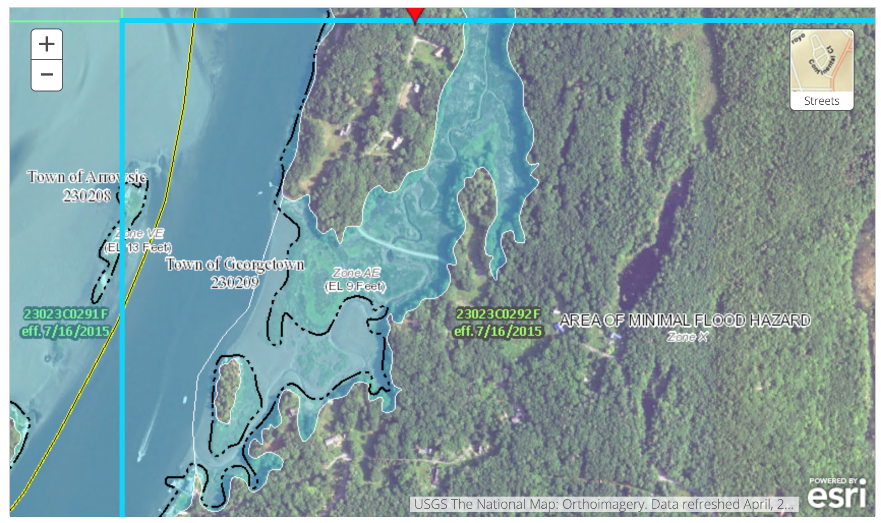 +
−
Streets
Town of Arrowsic
230208
Zone VE
(EL 13 Feet)
Town of Georgetown
230209
Zone AE
(EL 9 Feet)
23023C0291F
eff. 7/16/2015
23023C0292F
eff. 7/16/2015
AREA OF MINIMAL FLOOD HAZARD
Zone X
POWERED BY
esri
USGS The National Map: Orthoimagery. Data refreshed April, 2...